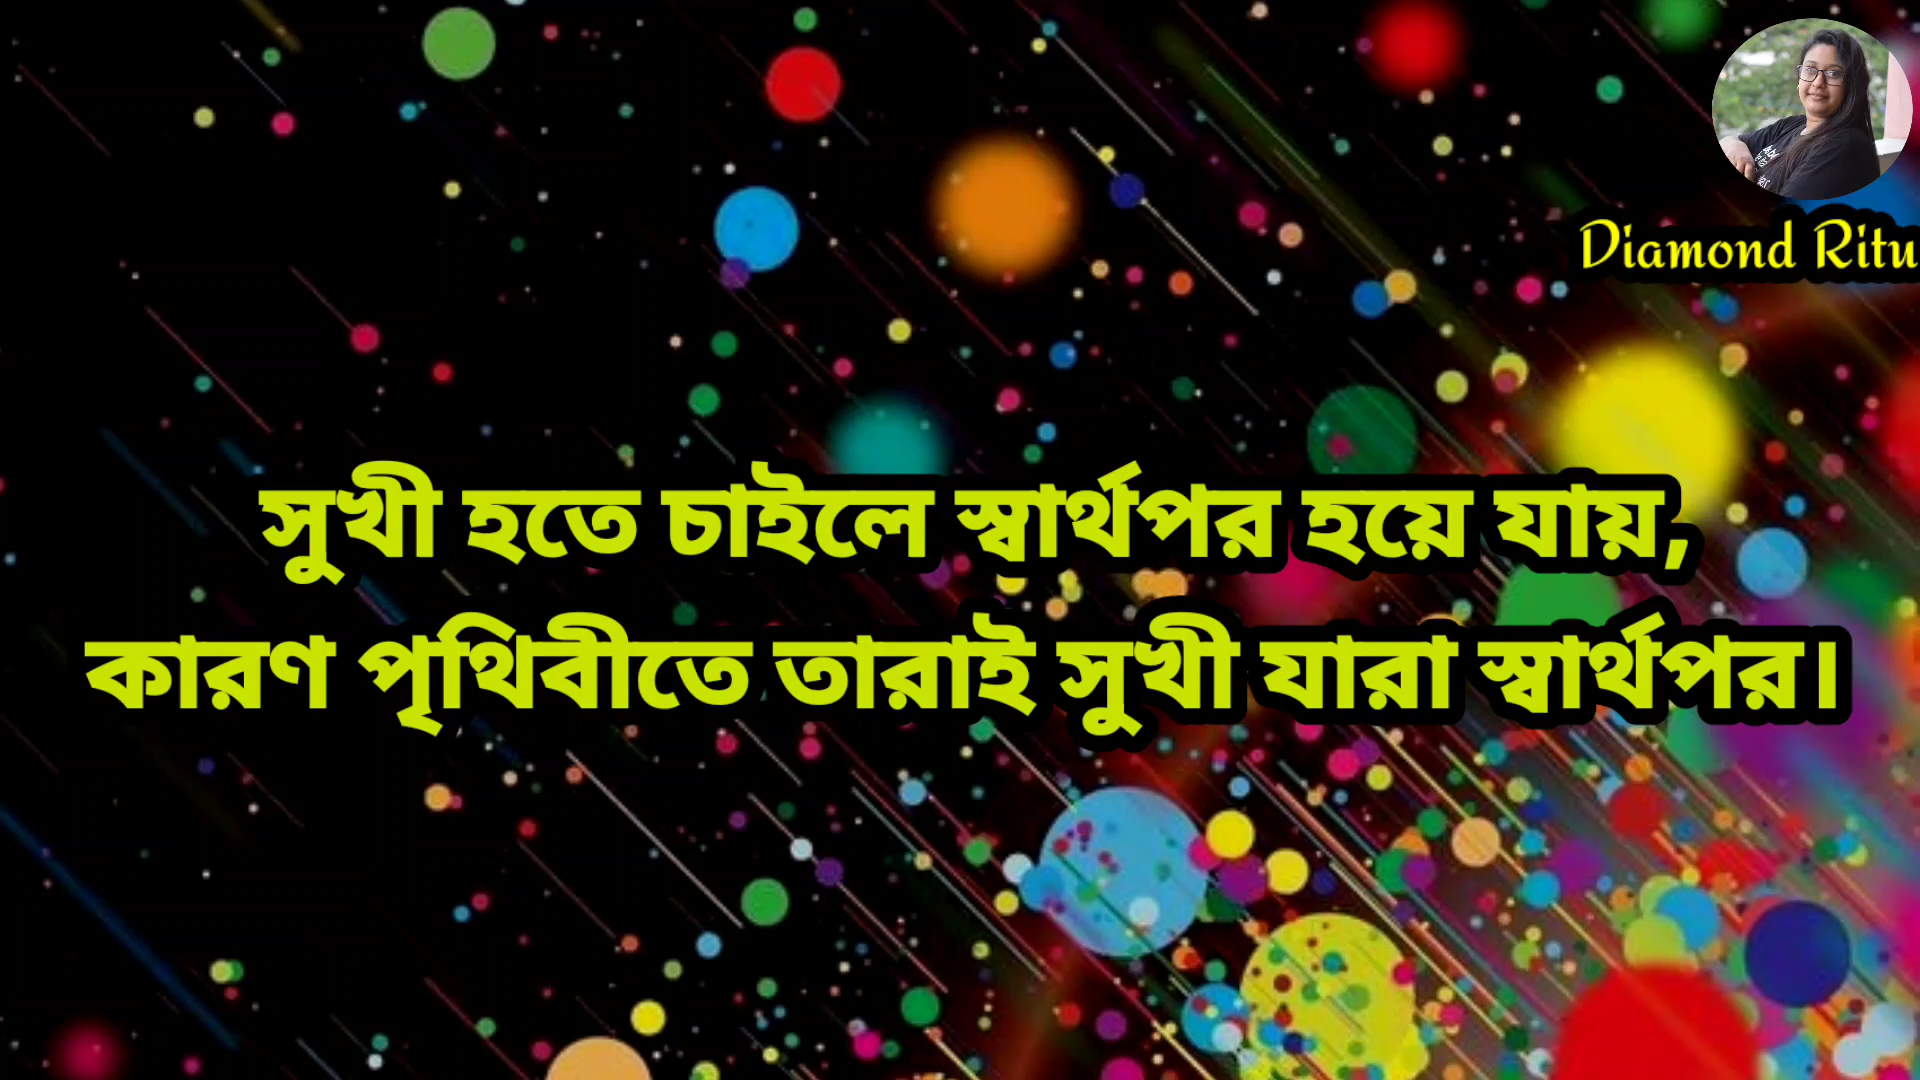 Diamond Ritu
সুখী হতে চাইলে স্বার্থপর হয়ে যায়,
কারণ পৃথিবীতে তারাই সুখী যারা স্বার্থপর।